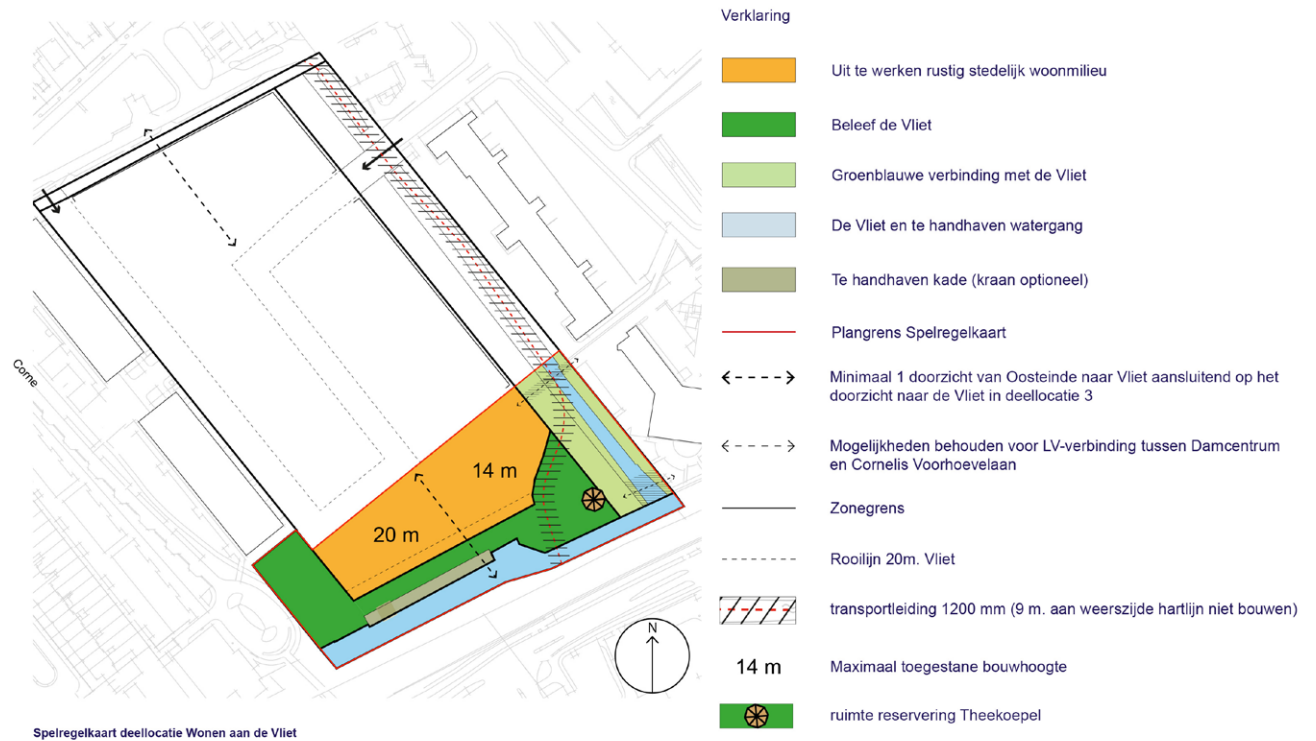 Verklaring
Uit te werken rustig stedelijk woonmilieu
Beleef de Vliet
Groenblauwe verbinding met de Vliet
De Vliet en te handhaven watergang
Te handhaven kade (kraan optioneel)
Plangrens Spelregelkaart
Minimaal 1 doorzicht van Oosteinde naar Vliet aansluitend op het
doorzicht naar de Vliet in deellocatie 3
Mogelijkheden behouden voor LV-verbinding tussen Damcentrum
en Cornelis Voorhoevelaan
Zonegrens
Rooilijn 20m. Vliet
transportleiding 1200 mm (9 m. aan weerszijde hartlijn niet bouwen)
14 m
Maximaal toegestane bouwhoogte
ruimte reservering Theekoepel
Corne
14 m
20 m
N
Spelregelkaart deellocatie Wonen aan de Vliet